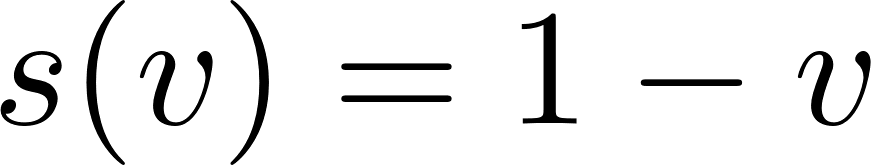 s(v) = 1 − v